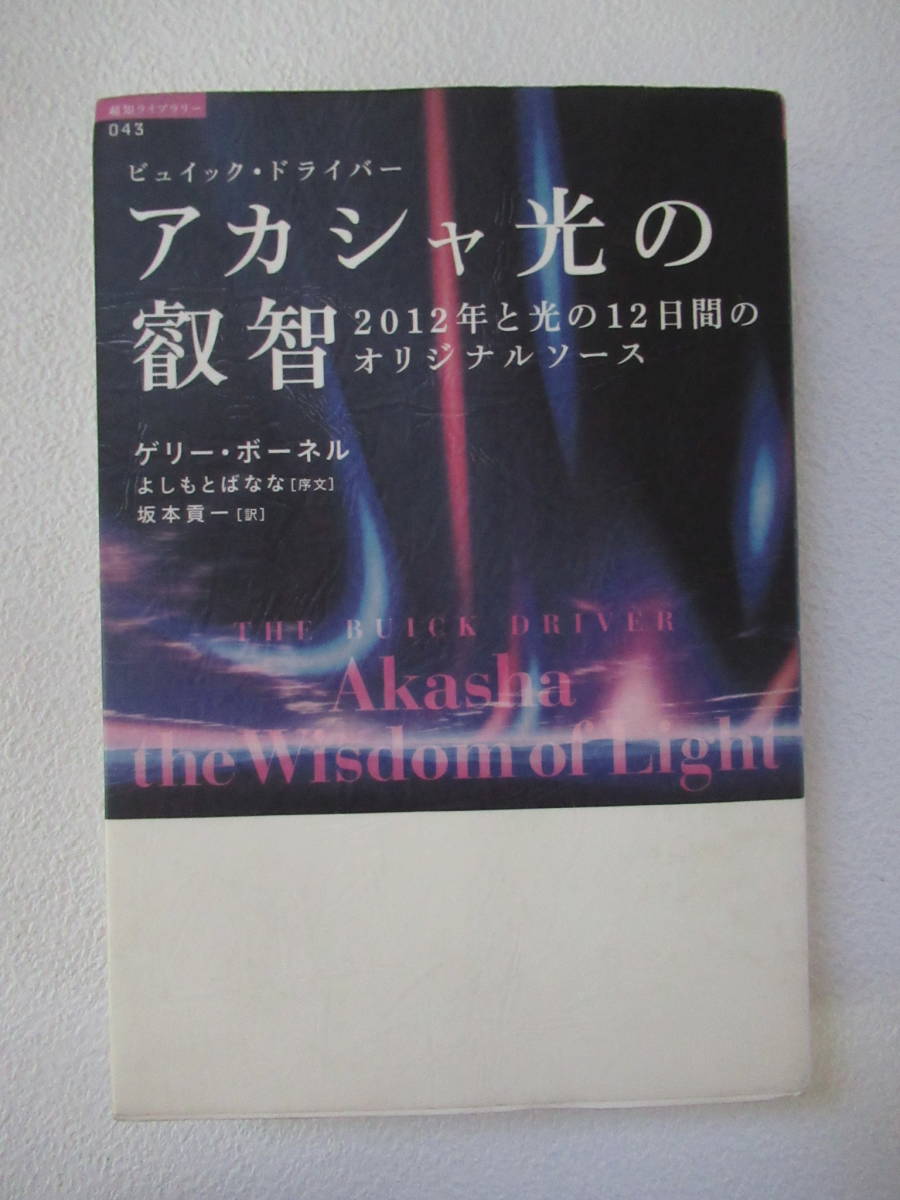 超知ライブラリー
043
ビュイック・ドライバー
アカシャ光の
叡智
2012年と光の12日間の
オリジナルソース
ゲリー・ボーネル
よしもとばなな[序文]
坂本貢一[訳]
THE BUICK DRIVER
Akasha
the Wisdom of Light